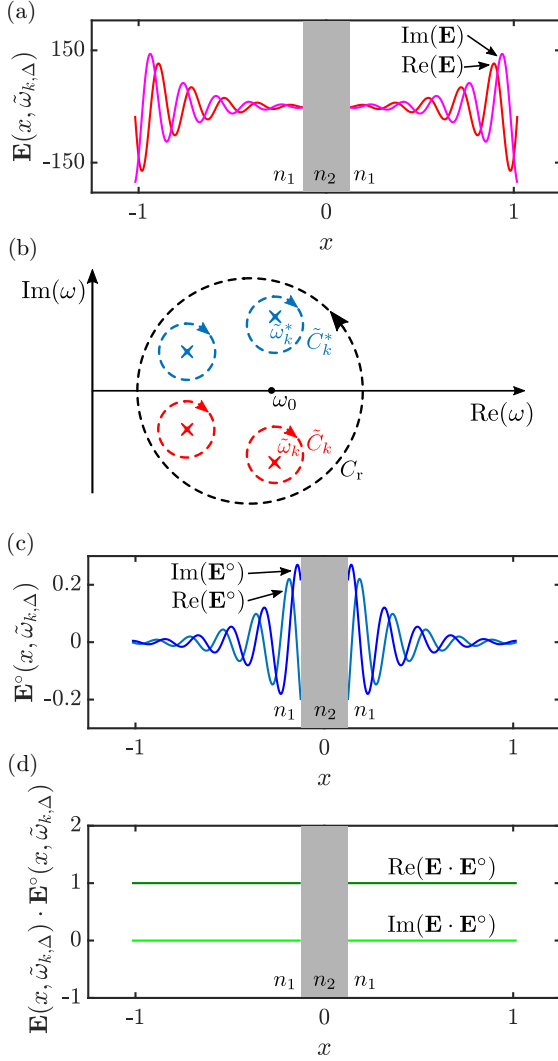 (a)
E(x, ω̃ₖ,Δ)
150
-150
Im(E)
Re(E)
n₁ n₂ n₁
-1 0 1
x
(b)
Im(ω)
ω̃ₖ* C̃ₖ*
ω₀
Re(ω)
ω̃ₖ C̃ₖ
Cᵣ
(c)
E°(x, ω̃ₖ,Δ)
0.2
0
-0.2
Im(E°)
Re(E°)
n₁ n₂ n₁
-1 0 1
x
(d)
E(x, ω̃ₖ,Δ) · E°(x, ω̃ₖ,Δ)
2
1
0
-1
Re(E · E°)
Im(E · E°)
n₁ n₂ n₁
-1 0 1
x